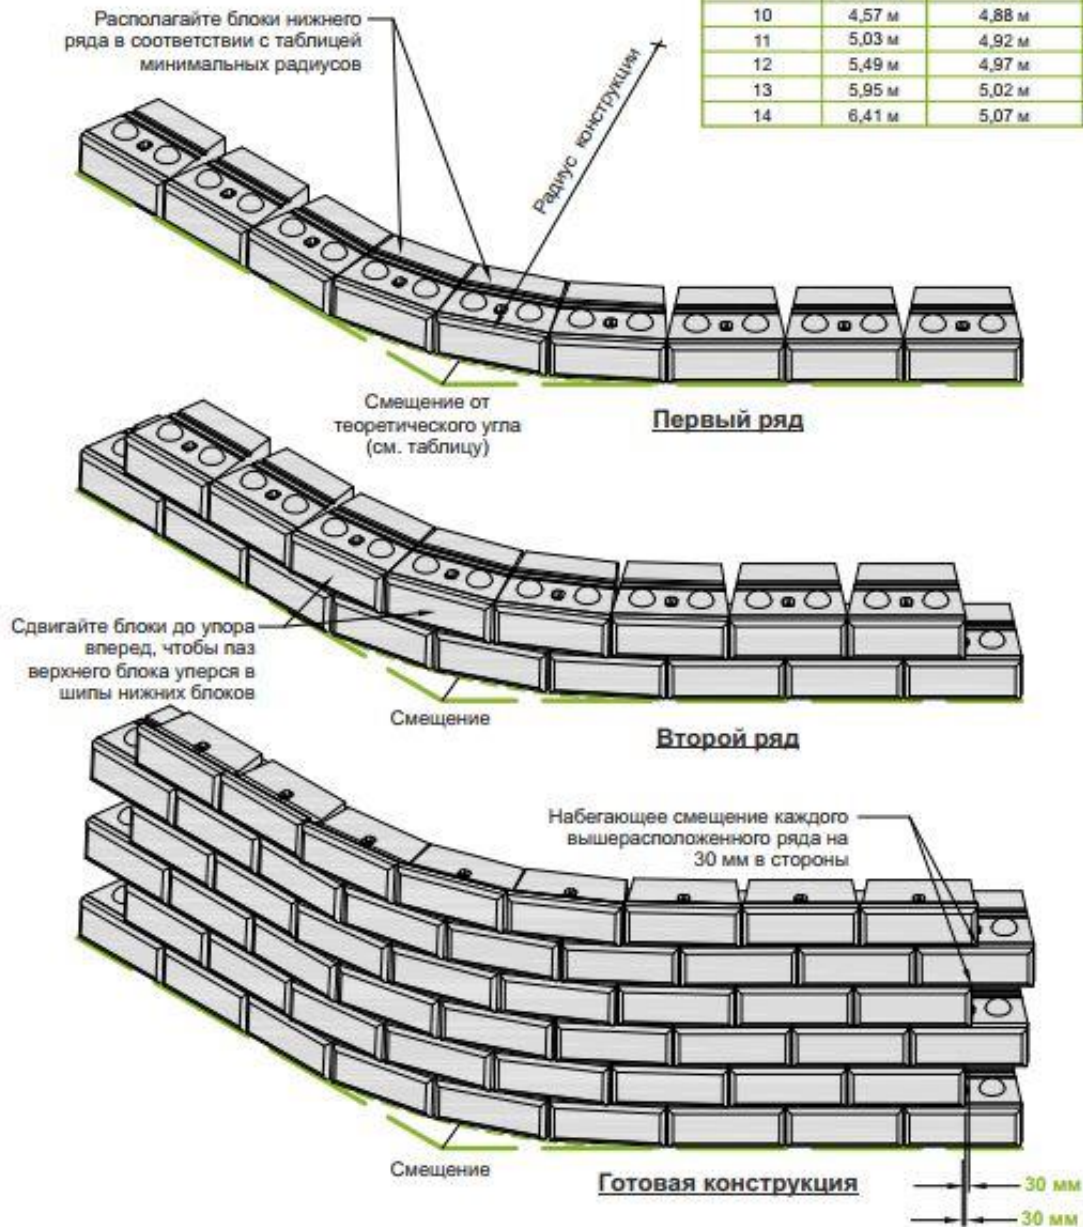 Располагайте блоки нижнего
ряда в соответствии с таблицей
минимальных радиусов
Радиус конструкции
10 4,57 м 4,88 м
11 5,03 м 4,92 м
12 5,49 м 4,97 м
13 5,95 м 5,02 м
14 6,41 м 5,07 м
Смещение от
теоретического угла
(см. таблицу)
Первый ряд
Сдвигайте блоки до упора
вперед, чтобы паз
верхнего блока уперся в
шипы нижних блоков
Смещение
Второй ряд
Набегающее смещение каждого
вышерасположенного ряда на
30 мм в стороны
Смещение
Готовая конструкция
30 мм
30 мм